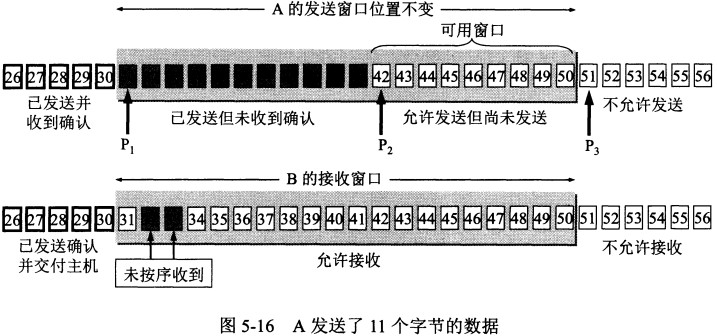 A 的发送窗口位置不变
可用窗口
26 27 28 29 30 42 43 44 45 46 47 48 49 50 51 52 53 54 55 56
已发送并
收到确认
已发送但未收到确认
允许发送但尚未发送
不允许发送
P1 P2 P3
B 的接收窗口
26 27 28 29 30 31 34 35 36 37 38 39 40 41 42 43 44 45 46 47 48 49 50 51 52 53 54 55 56
已发送确认
并交付主机
未按序收到
允许接收
不允许接收
图 5-16 A 发送了 11 个字节的数据